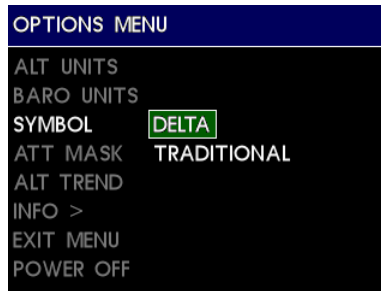 OPTIONS MENU
ALT UNITS
BARO UNITS
SYMBOL DELTA
ATT MASK TRADITIONAL
ALT TREND
INFO >
EXIT MENU
POWER OFF